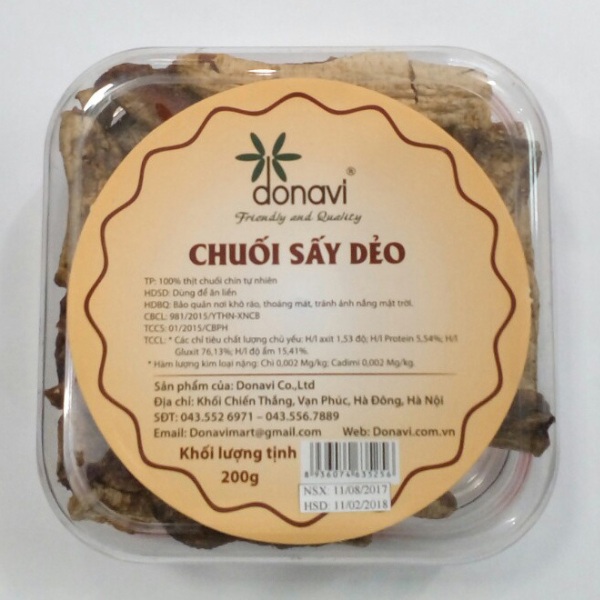 donavi®
Friendly and Quality
CHUỐI SẤY DẺO
TP: 100% thịt chuối chín tự nhiên
HDSD: Dùng để ăn liền
HDBQ: Bảo quản nơi khô ráo, thoáng mát, tránh ánh nắng mặt trời.
CBCL: 981/2015/YTHN-XNCB
TCCS: 01/2015/CBPH
TCCL: * Các chỉ tiêu chất lượng chủ yếu: H/l axit 1,53 độ; H/l Protein 5,54%; H/l
Gluxit 76,13%; H/l độ ẩm 15,41%.
* Hàm lượng kim loại nặng: Chì 0,002 Mg/kg; Cadimi 0,002 Mg/kg.
Sản phẩm của: Donavi Co.,Ltd
Địa chỉ: Khối Chiến Thắng, Vạn Phúc, Hà Đông, Hà Nội
SĐT: 043.552 6971 – 043.556.7889
Email: Donavimart@gmail.com Web: Donavi.com.vn
Khối lượng tịnh
200g
8 936074 635256
NSX: 11/08/2017
HSD: 11/02/2018